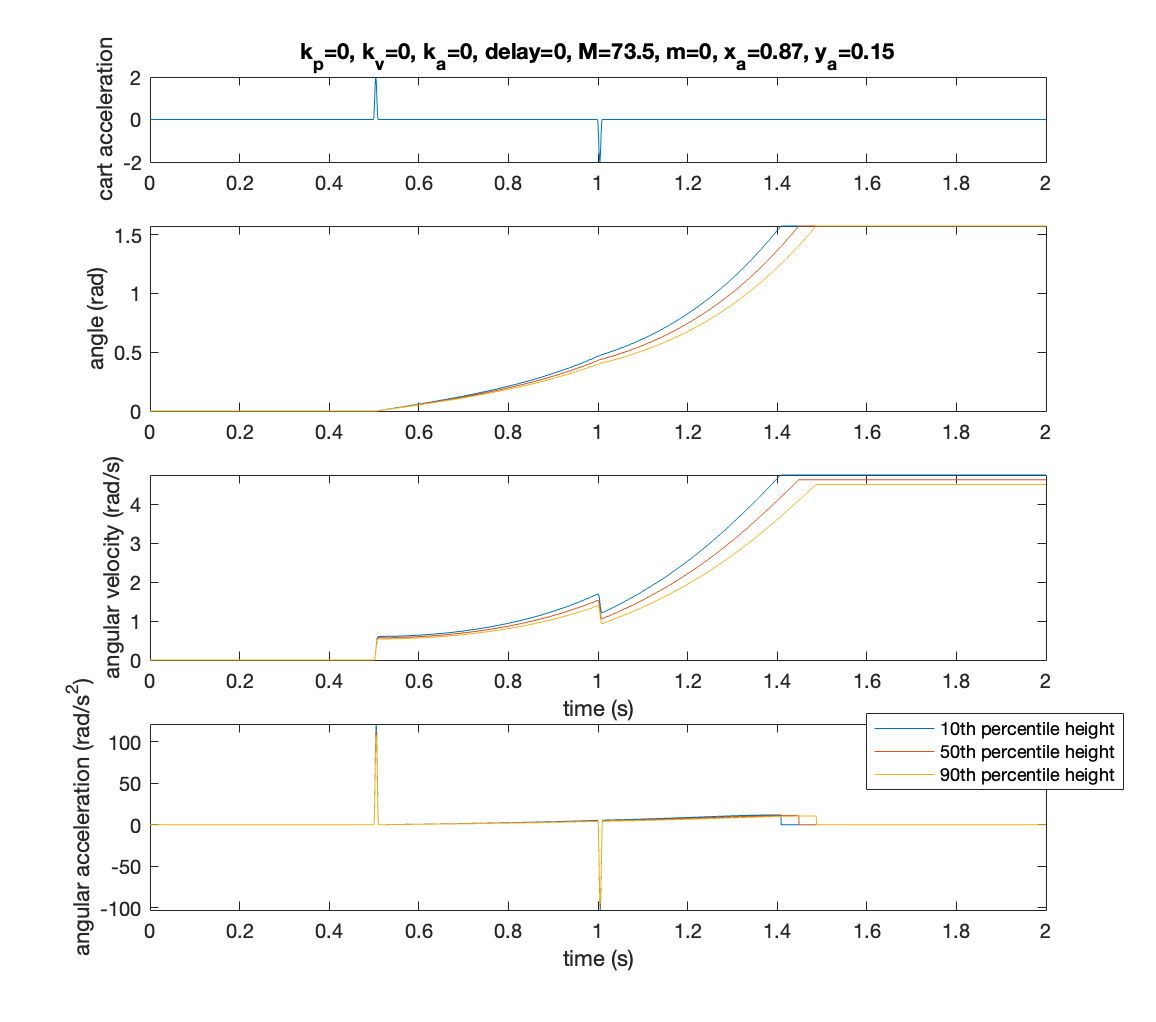 k_p=0, k_v=0, k_a=0, delay=0, M=73.5, m=0, x_a=0.87, y_a=0.15
cart acceleration
2
0
-2
0 0.2 0.4 0.6 0.8 1 1.2 1.4 1.6 1.8 2
angle (rad)
1.5
1
0.5
0
0 0.2 0.4 0.6 0.8 1 1.2 1.4 1.6 1.8 2
angular velocity (rad/s)
4
3
2
1
0
0 0.2 0.4 0.6 0.8 1 1.2 1.4 1.6 1.8 2
time (s)
angular acceleration (rad/s^2)
100
50
0
-50
-100
10th percentile height
50th percentile height
90th percentile height
0 0.2 0.4 0.6 0.8 1 1.2 1.4 1.6 1.8 2
time (s)